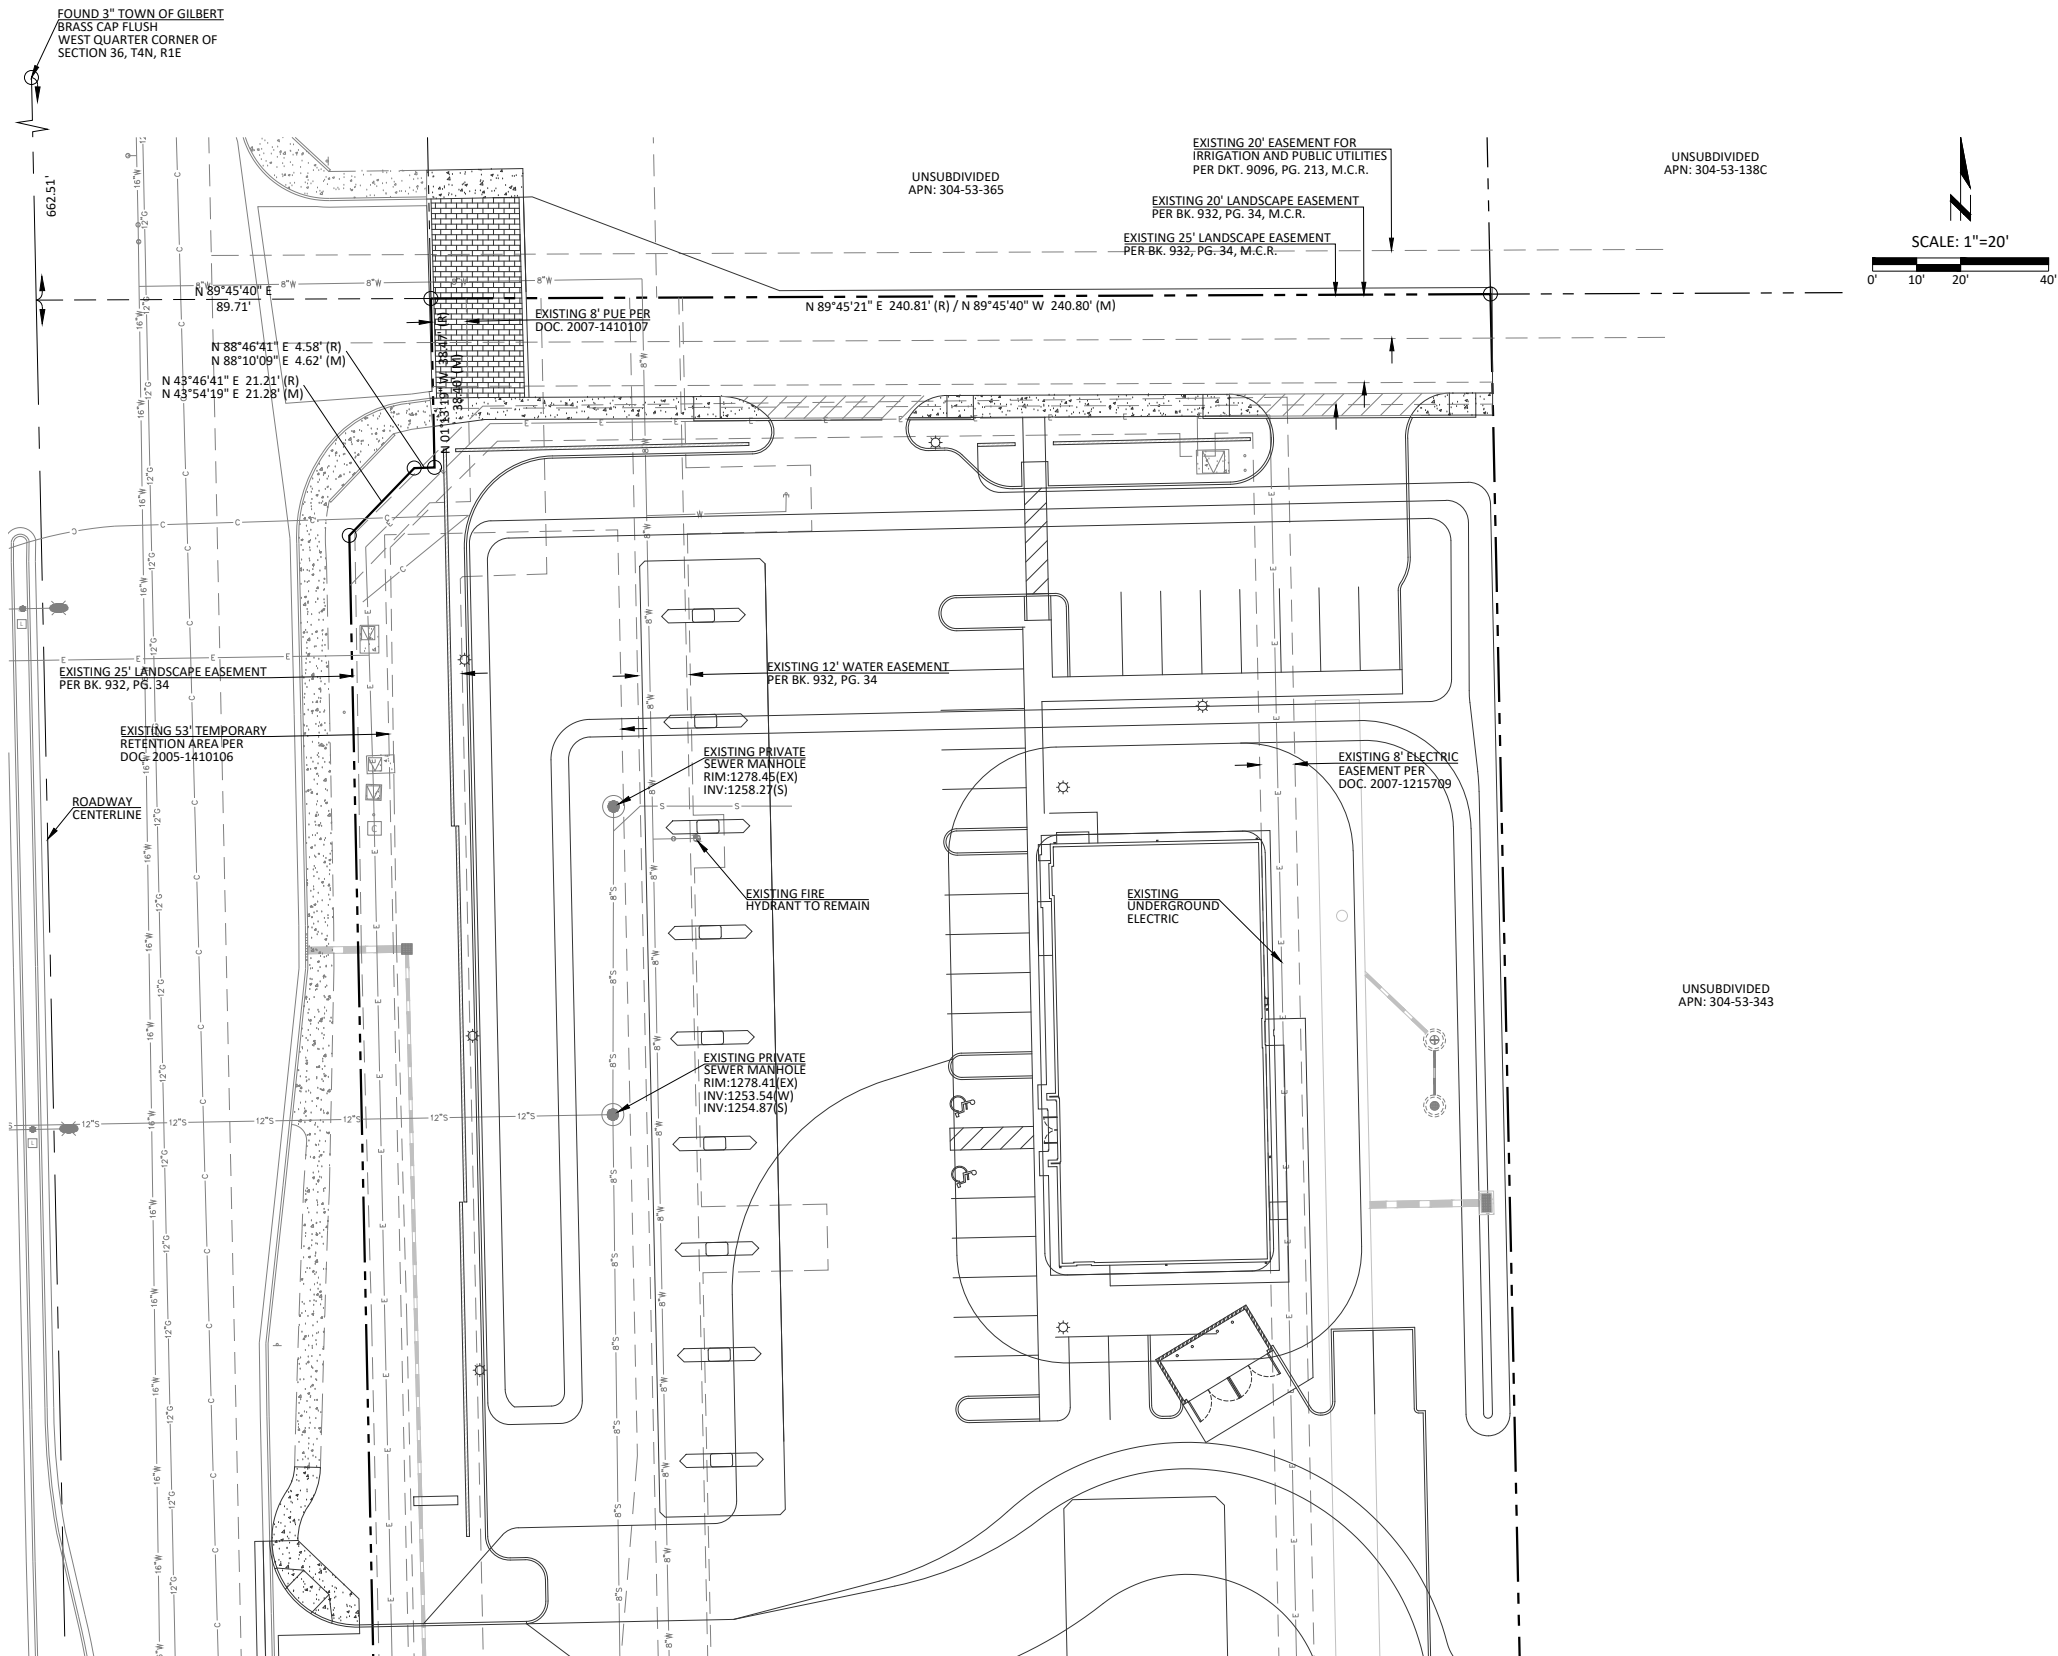 FOUND 3" TOWN OF GILBERT
BRASS CAP FLUSH
WEST QUARTER CORNER OF
SECTION 36, T4N, R1E
662.51'
UNSUBDIVIDED
APN: 304-53-365
EXISTING 20' EASEMENT FOR
IRRIGATION AND PUBLIC UTILITIES
PER DKT. 9096, PG. 213, M.C.R.
EXISTING 20' LANDSCAPE EASEMENT
PER BK. 932, PG. 34, M.C.R.
EXISTING 25' LANDSCAPE EASEMENT
PER BK. 932, PG. 34, M.C.R.
UNSUBDIVIDED
APN: 304-53-138C
SCALE: 1"=20'
0' 10' 20' 40'
N 89°45'40" E
89.71'
N 89°45'21" E 240.81' (R) / N 89°45'40" W 240.80' (M)
EXISTING 8' PUE PER
DOC. 2007-1410107
N 88°46'41" E 4.58' (R)
N 88°10'09" E 4.62' (M)
N 43°46'41" E 21.21' (R)
N 43°54'19" E 21.28' (M)
N 01°13'19" W 38.47' (R)
38.40' (M)
EXISTING 25' LANDSCAPE EASEMENT
PER BK. 932, PG. 34
EXISTING 12' WATER EASEMENT
PER BK. 932, PG. 34
EXISTING 53' TEMPORARY
RETENTION AREA PER
DOC. 2005-1410106
EXISTING PRIVATE
SEWER MANHOLE
RIM:1278.45(EX)
INV:1258.27(S)
EXISTING 8' ELECTRIC
EASEMENT PER
DOC. 2007-1215709
ROADWAY
CENTERLINE
EXISTING FIRE
HYDRANT TO REMAIN
EXISTING
UNDERGROUND
ELECTRIC
UNSUBDIVIDED
APN: 304-53-343
EXISTING PRIVATE
SEWER MANHOLE
RIM:1278.41(EX)
INV:1253.54(W)
INV:1254.87(S)
12"S 12"S 12"S 12"S 12"S 12"S